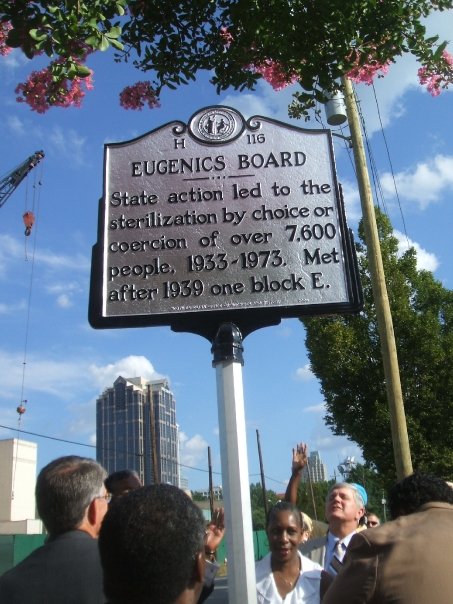 H 116
EUGENICS BOARD
State action led to the
sterilization by choice or
coercion of over 7,600
people, 1933-1973. Met
after 1939 one block E.